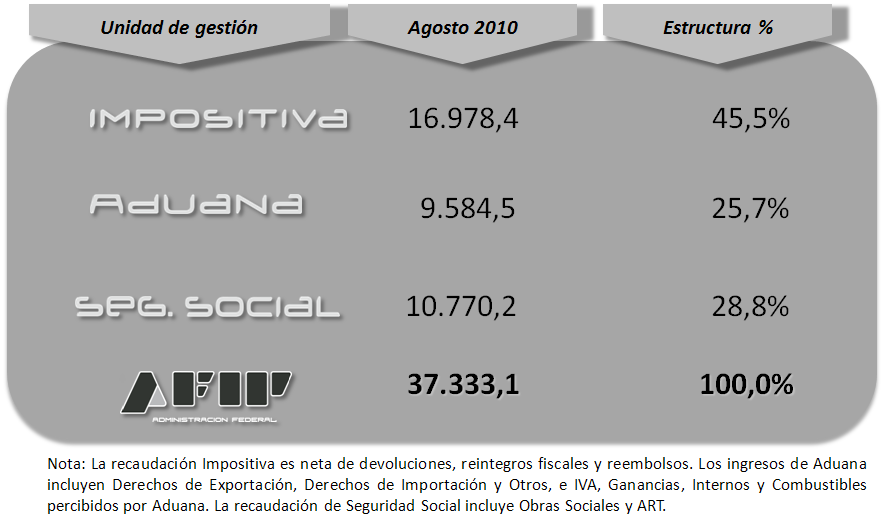 Unidad de gestión Agosto 2010 Estructura %
IMPOSITIVA 16.978,4 45,5%
ADUANA 9.584,5 25,7%
SEG. SOCIAL 10.770,2 28,8%
AFIP 37.333,1 100,0%
ADMINISTRACION FEDERAL
Nota: La recaudación Impositiva es neta de devoluciones, reintegros fiscales y reembolsos. Los ingresos de Aduana
incluyen Derechos de Exportación, Derechos de Importación y Otros, e IVA, Ganancias, Internos y Combustibles
percibidos por Aduana. La recaudación de Seguridad Social incluye Obras Sociales y ART.